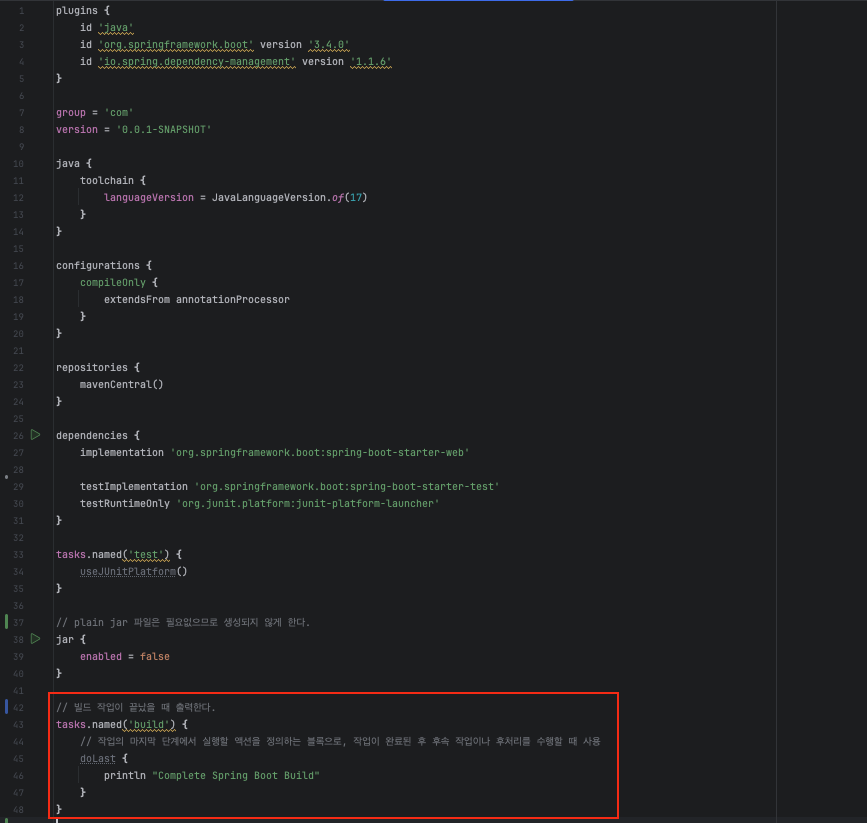 1 plugins {
2     id 'java'
3     id 'org.springframework.boot' version '3.4.0'
4     id 'io.spring.dependency-management' version '1.1.6'
5 }
6
7 group = 'com'
8 version = '0.0.1-SNAPSHOT'
9
10 java {
11     toolchain {
12         languageVersion = JavaLanguageVersion.of(17)
13     }
14 }
15
16 configurations {
17     compileOnly {
18         extendsFrom annotationProcessor
19     }
20 }
21
22 repositories {
23     mavenCentral()
24 }
25
26 dependencies {
27     implementation 'org.springframework.boot:spring-boot-starter-web'
28
29     testImplementation 'org.springframework.boot:spring-boot-starter-test'
30     testRuntimeOnly 'org.junit.platform:junit-platform-launcher'
31 }
32
33 tasks.named('test') {
34     useJUnitPlatform()
35 }
36
37 // plain jar 파일은 필요없으므로 생성되지 않게 한다.
38 jar {
39     enabled = false
40 }
41
42 // 빌드 작업이 끝났을 때 출력한다.
43 tasks.named('build') {
44     // 작업의 마지막 단계에서 실행할 액션을 정의하는 블록으로, 작업이 완료된 후 후속 작업이나 후처리를 수행할 때 사용
45     doLast {
46         println "Complete Spring Boot Build"
47     }
48 }